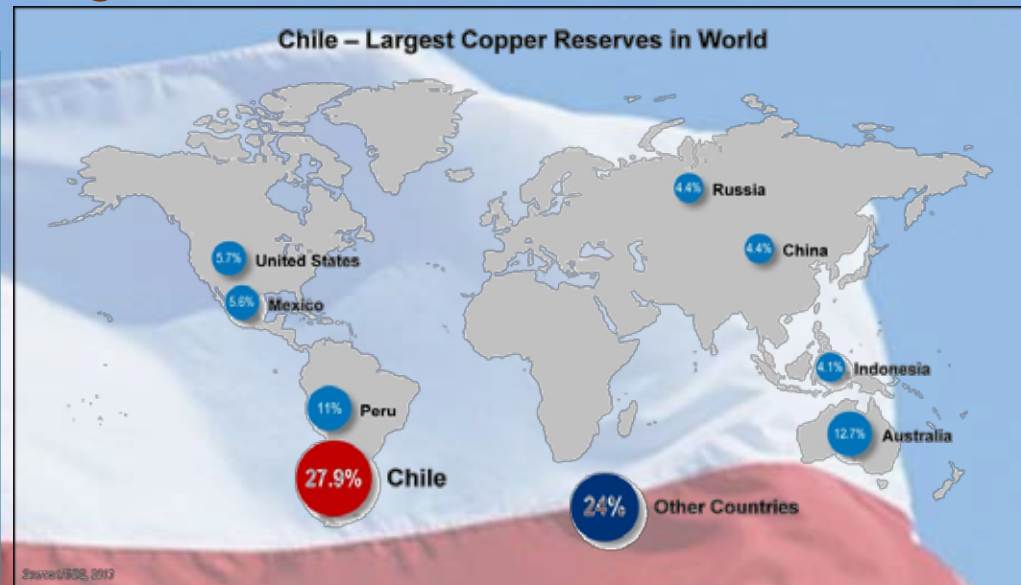 Chile – Largest Copper Reserves in World
4.4% Russia
4.4% China
5.7% United States
5.6% Mexico
4.1% Indonesia
11% Peru
12.7% Australia
27.9% Chile
24% Other Countries
2013